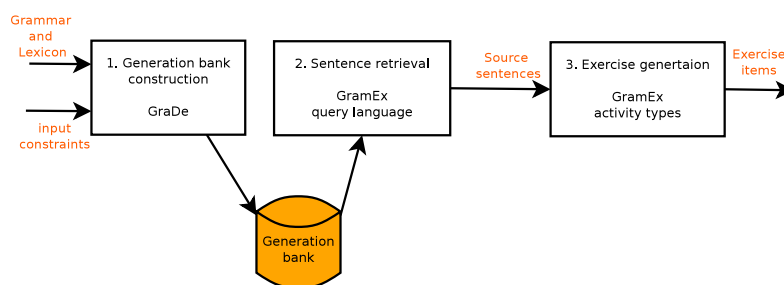 Grammar
and
Lexicon
input
constraints
1. Generation bank
construction
GraDe
Generation
bank
2. Sentence retrieval
GramEx
query language
Source
sentences
3. Exercise genertaion
GramEx
activity types
Exercise
items